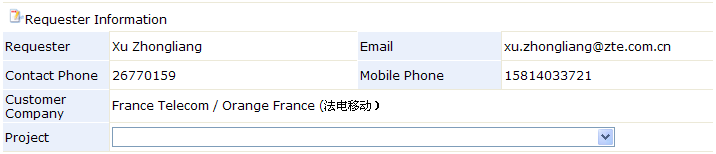 Requester Information
Requester Xu Zhongliang Email xu.zhongliang@zte.com.cn
Contact Phone 26770159 Mobile Phone 15814033721
Customer Company France Telecom / Orange France (法电移动）
Project